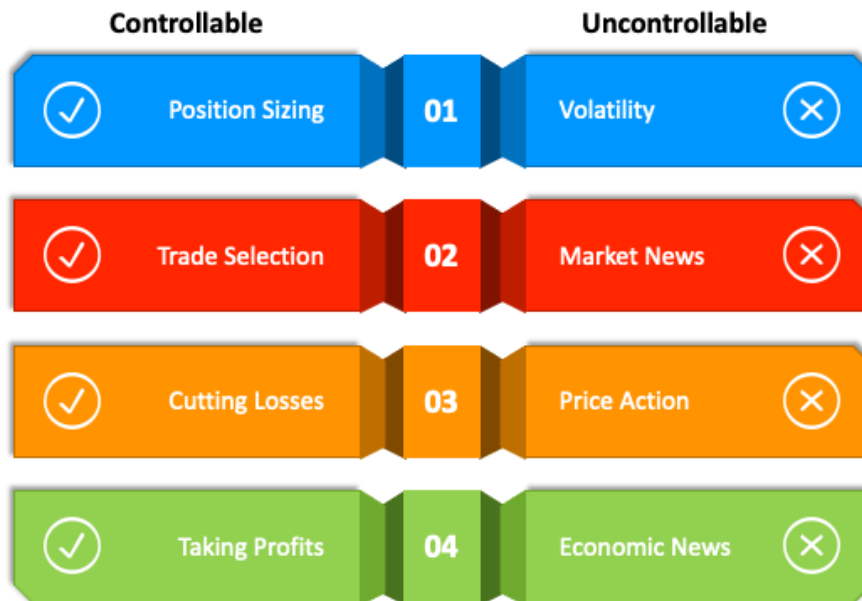 Controllable
Uncontrollable
Position Sizing
01
Volatility
Trade Selection
02
Market News
Cutting Losses
03
Price Action
Taking Profits
04
Economic News